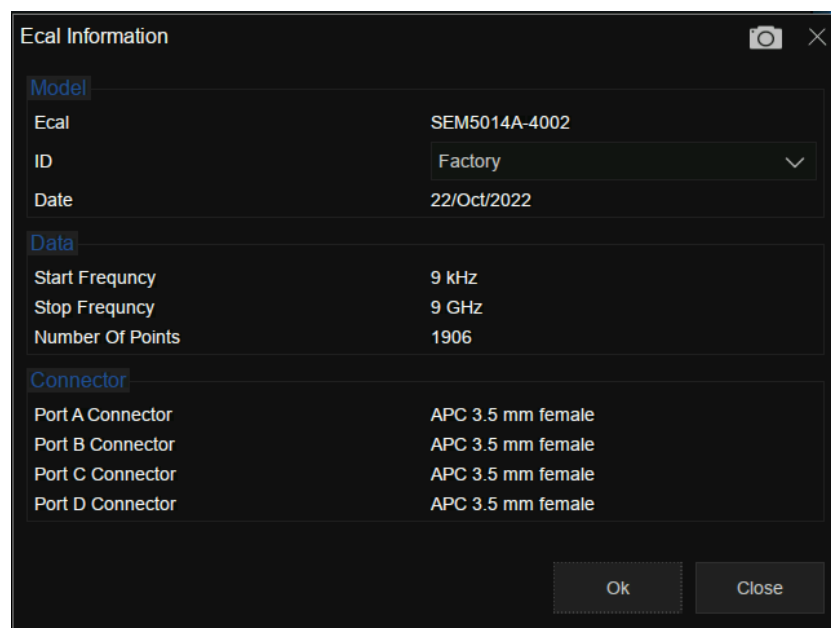 Ecal Information
Model
Ecal SEM5014A-4002
ID Factory
Date 22/Oct/2022
Data
Start Frequncy 9 kHz
Stop Frequncy 9 GHz
Number Of Points 1906
Connector
Port A Connector APC 3.5 mm female
Port B Connector APC 3.5 mm female
Port C Connector APC 3.5 mm female
Port D Connector APC 3.5 mm female
Ok Close